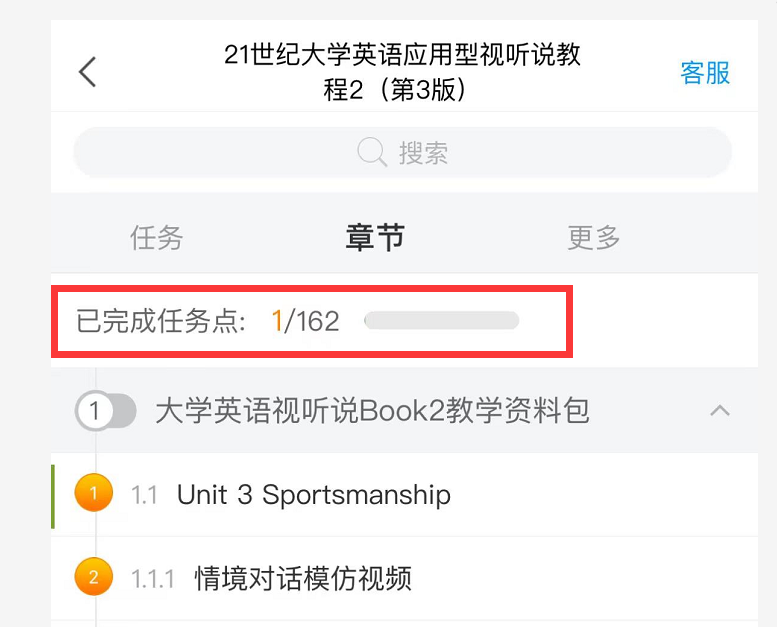 21世纪大学英语应用型视听说教
程2（第3版）
客服
搜索
任务 章节 更多
已完成任务点: 1/162
1 大学英语视听说Book2教学资料包
1 1.1 Unit 3 Sportsmanship
2 1.1.1 情境对话模仿视频